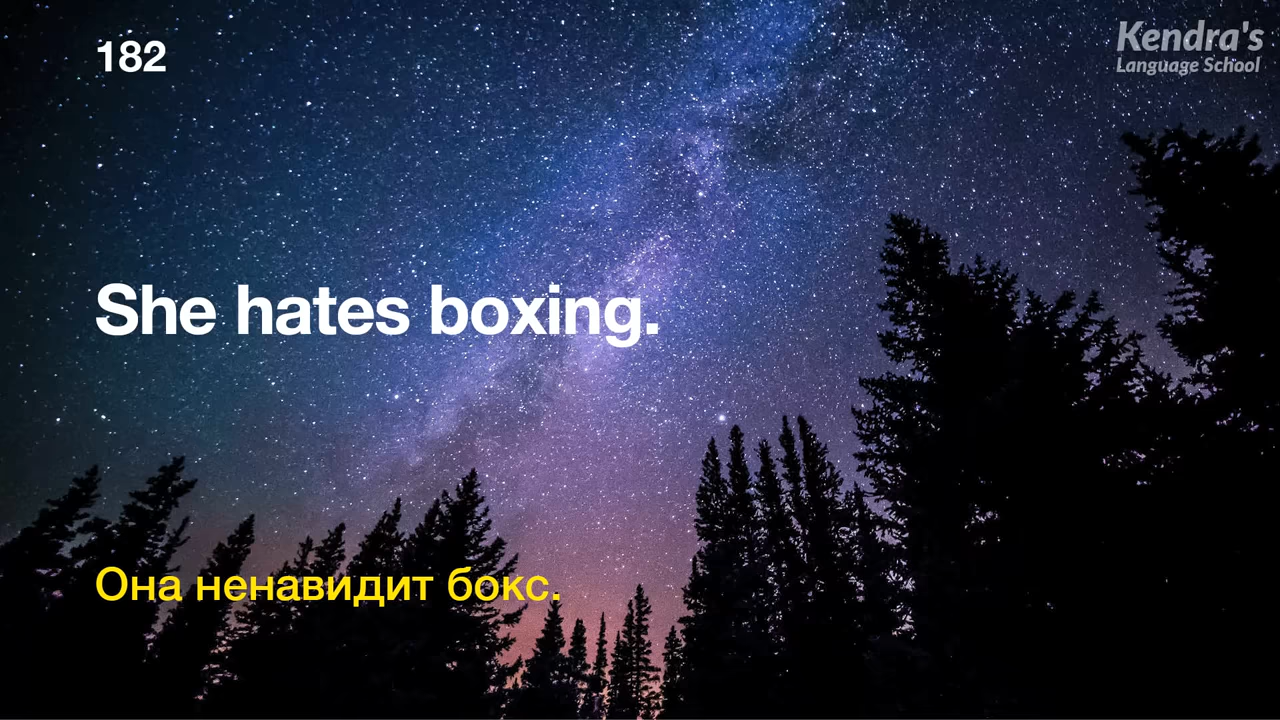 182
Kendra's
Language School
She hates boxing.
Она ненавидит бокс.